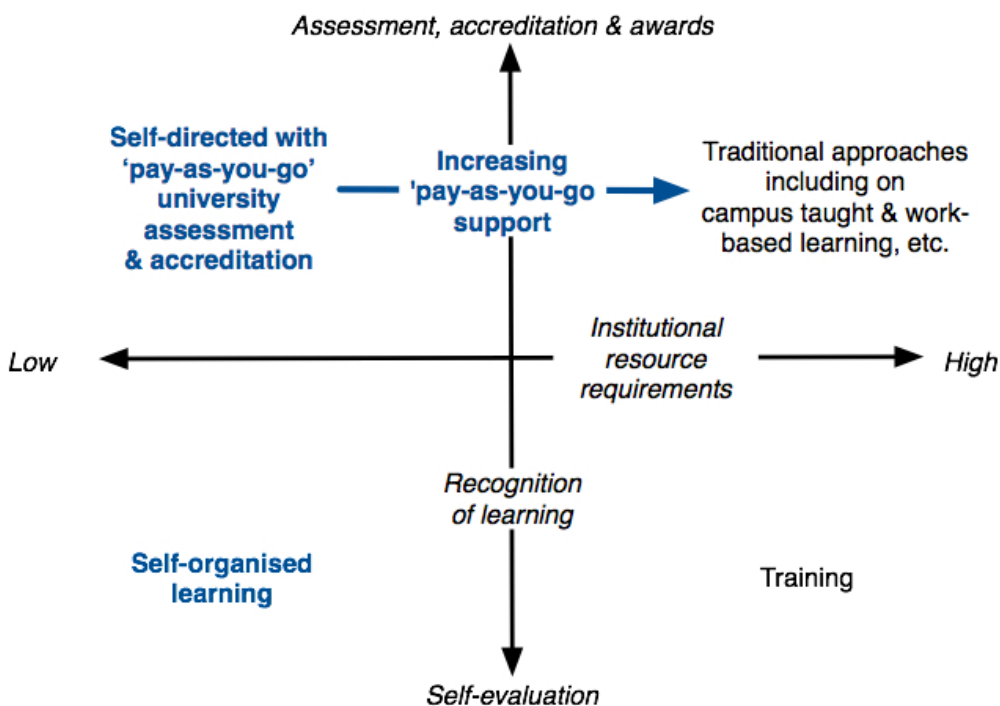 Assessment, accreditation & awards
Self-directed with
‘pay-as-you-go’
university
assessment
& accreditation
Increasing
'pay-as-you-go
support
Traditional approaches
including on
campus taught & work-
based learning, etc.
Low
Institutional
resource
requirements
High
Recognition
of learning
Self-organised
learning
Training
Self-evaluation